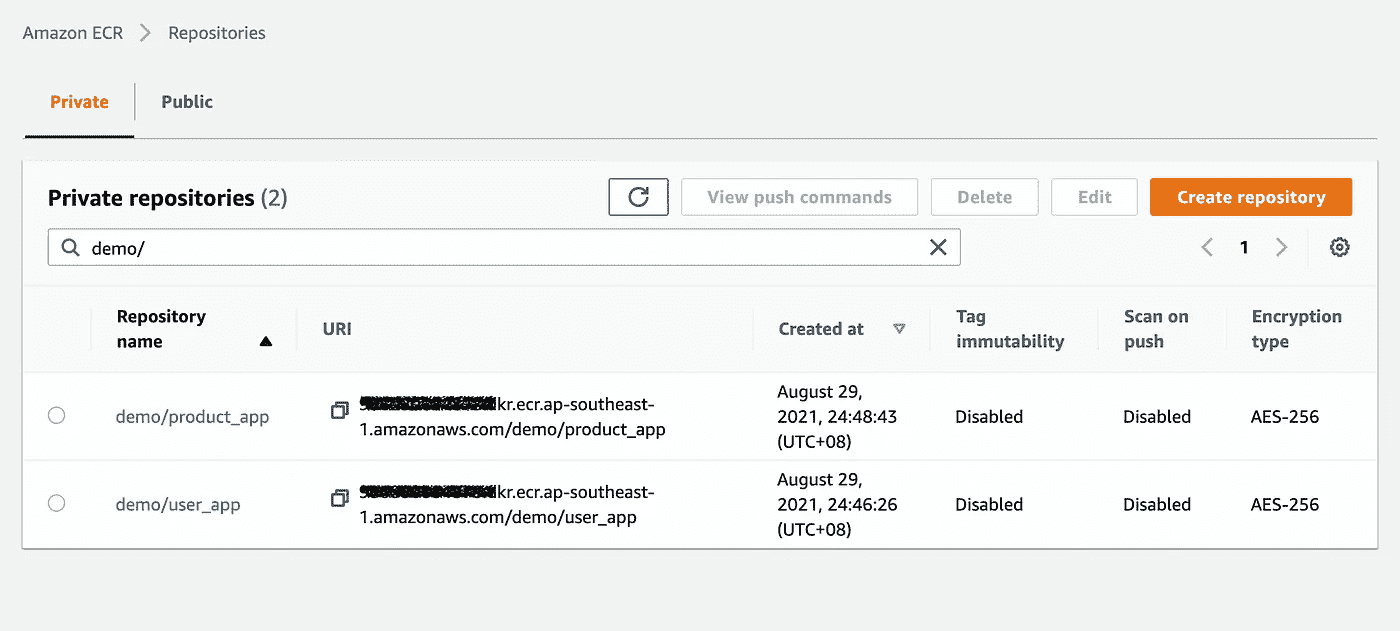 Amazon ECR > Repositories
Private
Public
Private repositories (2)
View push commands
Delete
Edit
Create repository
demo/
1
Repository
name
URI
Created at
Tag
immutability
Scan on
push
Encryption
type
demo/product_app
kr.ecr.ap-southeast-
1.amazonaws.com/demo/product_app
August 29,
2021, 24:48:43
(UTC+08)
Disabled
Disabled
AES-256
demo/user_app
kr.ecr.ap-southeast-
1.amazonaws.com/demo/user_app
August 29,
2021, 24:46:26
(UTC+08)
Disabled
Disabled
AES-256